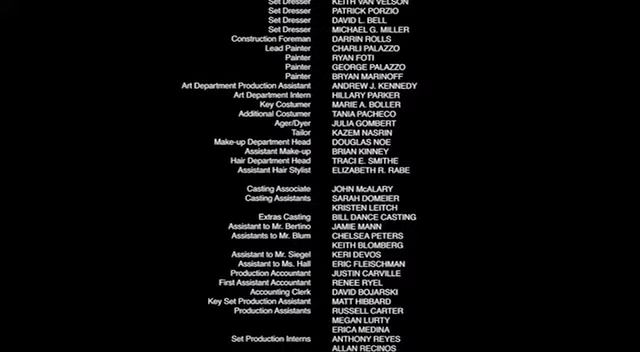 Set Dresser KEITH VAN VELSON
Set Dresser PATRICK PORZIO
Set Dresser DAVID L. BELL
Set Dresser MICHAEL G. MILLER
Construction Foreman DARRIN ROLLS
Lead Painter CHARLI PALAZZO
Painter RYAN FOTI
Painter GEORGE PALAZZO
Painter BRYAN MARINOFF
Art Department Production Assistant ANDREW J. KENNEDY
Art Department Intern HILLARY PARKER
Key Costumer MARIE A. BOLLER
Additional Costumer TANIA PACHECO
Ager/Dyer JULIA GOMBERT
Tailor KAZEM NASRIN
Make-up Department Head DOUGLAS NOE
Assistant Make-up BRIAN KINNEY
Hair Department Head TRACI E. SMITHE
Assistant Hair Stylist ELIZABETH R. RABE
Casting Associate JOHN McALARY
Casting Assistants SARAH DOMEIER
KRISTEN LEITCH
Extras Casting BILL DANCE CASTING
Assistant to Mr. Bertino JAMIE MANN
Assistants to Mr. Blum CHELSEA PETERS
KEITH BLOMBERG
Assistant to Mr. Siegel KERI DEVOS
Assistant to Ms. Hall ERIC FLEISCHMAN
Production Accountant JUSTIN CARVILLE
First Assistant Accountant RENEE RYEL
Accounting Clerk DAVID BOJARSKI
Key Set Production Assistant MATT HIBBARD
Production Assistants RUSSELL CARTER
MEGAN LURTY
ERICA MEDINA
Set Production Interns ANTHONY REYES
ALLAN RECINOS